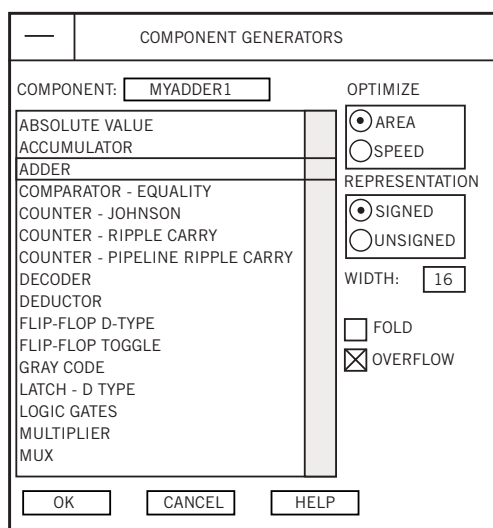 COMPONENT GENERATORS
COMPONENT: MYADDER1
ABSOLUTE VALUE
ACCUMULATOR
ADDER
COMPARATOR - EQUALITY
COUNTER - JOHNSON
COUNTER - RIPPLE CARRY
COUNTER - PIPELINE RIPPLE CARRY
DECODER
DEDUCTOR
FLIP-FLOP D-TYPE
FLIP-FLOP TOGGLE
GRAY CODE
LATCH - D TYPE
LOGIC GATES
MULTIPLIER
MUX
OPTIMIZE
AREA
SPEED
REPRESENTATION
SIGNED
UNSIGNED
WIDTH: 16
FOLD
OVERFLOW
OK CANCEL HELP